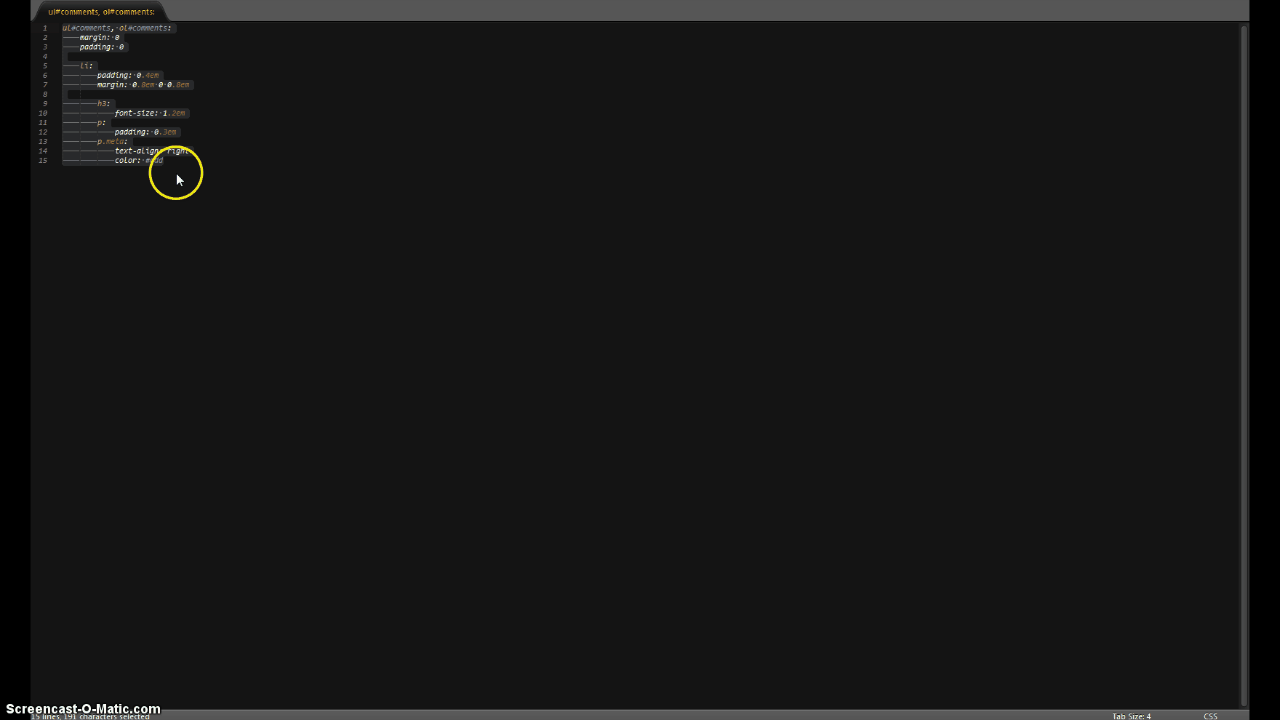 ul#comments, ol#comments:
1 ul#comments, ol#comments:
2 margin: 0
3 padding: 0
4
5 li:
6 padding: 0.4em
7 margin: 0.8em 0 0.8em
8
9 h3:
10 font-size: 1.2em
11 p:
12 padding: 0.3em
13 p.meta:
14 text-align: right
15 color:
Screencast-O-Matic.com
15 lines, 191 characters selected
Tab Size: 4
CSS